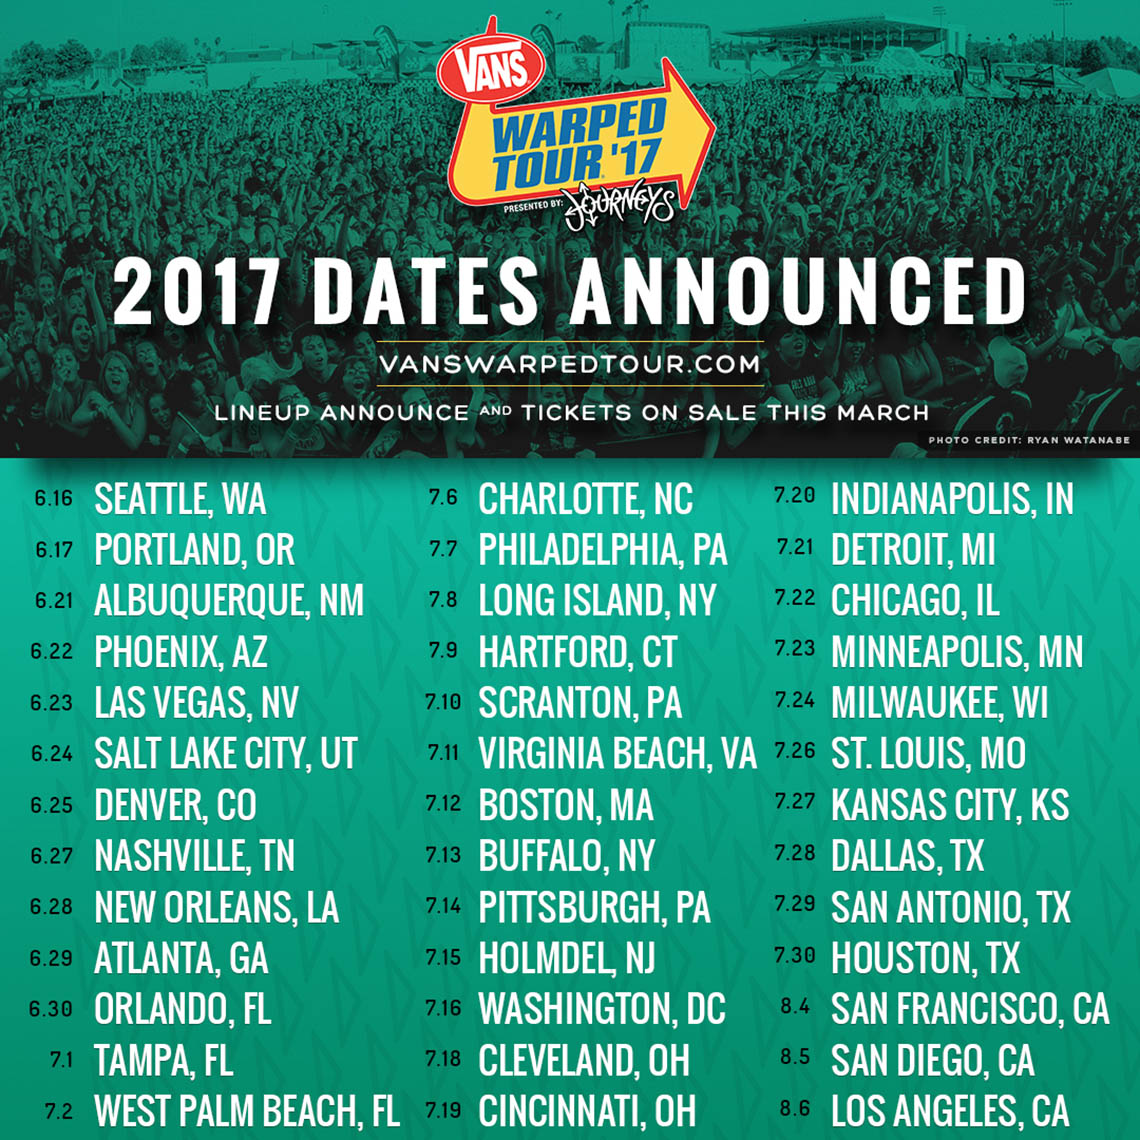 VANS
WARPED
TOUR '17
PRESENTED BY: JOURNEYS
2017 DATES ANNOUNCED
VANSWARPEDTOUR.COM
LINEUP ANNOUNCE AND TICKETS ON SALE THIS MARCH
PHOTO CREDIT: RYAN WATANABE
6.16 SEATTLE, WA
6.17 PORTLAND, OR
6.21 ALBUQUERQUE, NM
6.22 PHOENIX, AZ
6.23 LAS VEGAS, NV
6.24 SALT LAKE CITY, UT
6.25 DENVER, CO
6.27 NASHVILLE, TN
6.28 NEW ORLEANS, LA
6.29 ATLANTA, GA
6.30 ORLANDO, FL
7.1 TAMPA, FL
7.2 WEST PALM BEACH, FL
7.6 CHARLOTTE, NC
7.7 PHILADELPHIA, PA
7.8 LONG ISLAND, NY
7.9 HARTFORD, CT
7.10 SCRANTON, PA
7.11 VIRGINIA BEACH, VA
7.12 BOSTON, MA
7.13 BUFFALO, NY
7.14 PITTSBURGH, PA
7.15 HOLMDEL, NJ
7.16 WASHINGTON, DC
7.18 CLEVELAND, OH
7.19 CINCINNATI, OH
7.20 INDIANAPOLIS, IN
7.21 DETROIT, MI
7.22 CHICAGO, IL
7.23 MINNEAPOLIS, MN
7.24 MILWAUKEE, WI
7.26 ST. LOUIS, MO
7.27 KANSAS CITY, KS
7.28 DALLAS, TX
7.29 SAN ANTONIO, TX
7.30 HOUSTON, TX
8.4 SAN FRANCISCO, CA
8.5 SAN DIEGO, CA
8.6 LOS ANGELES, CA